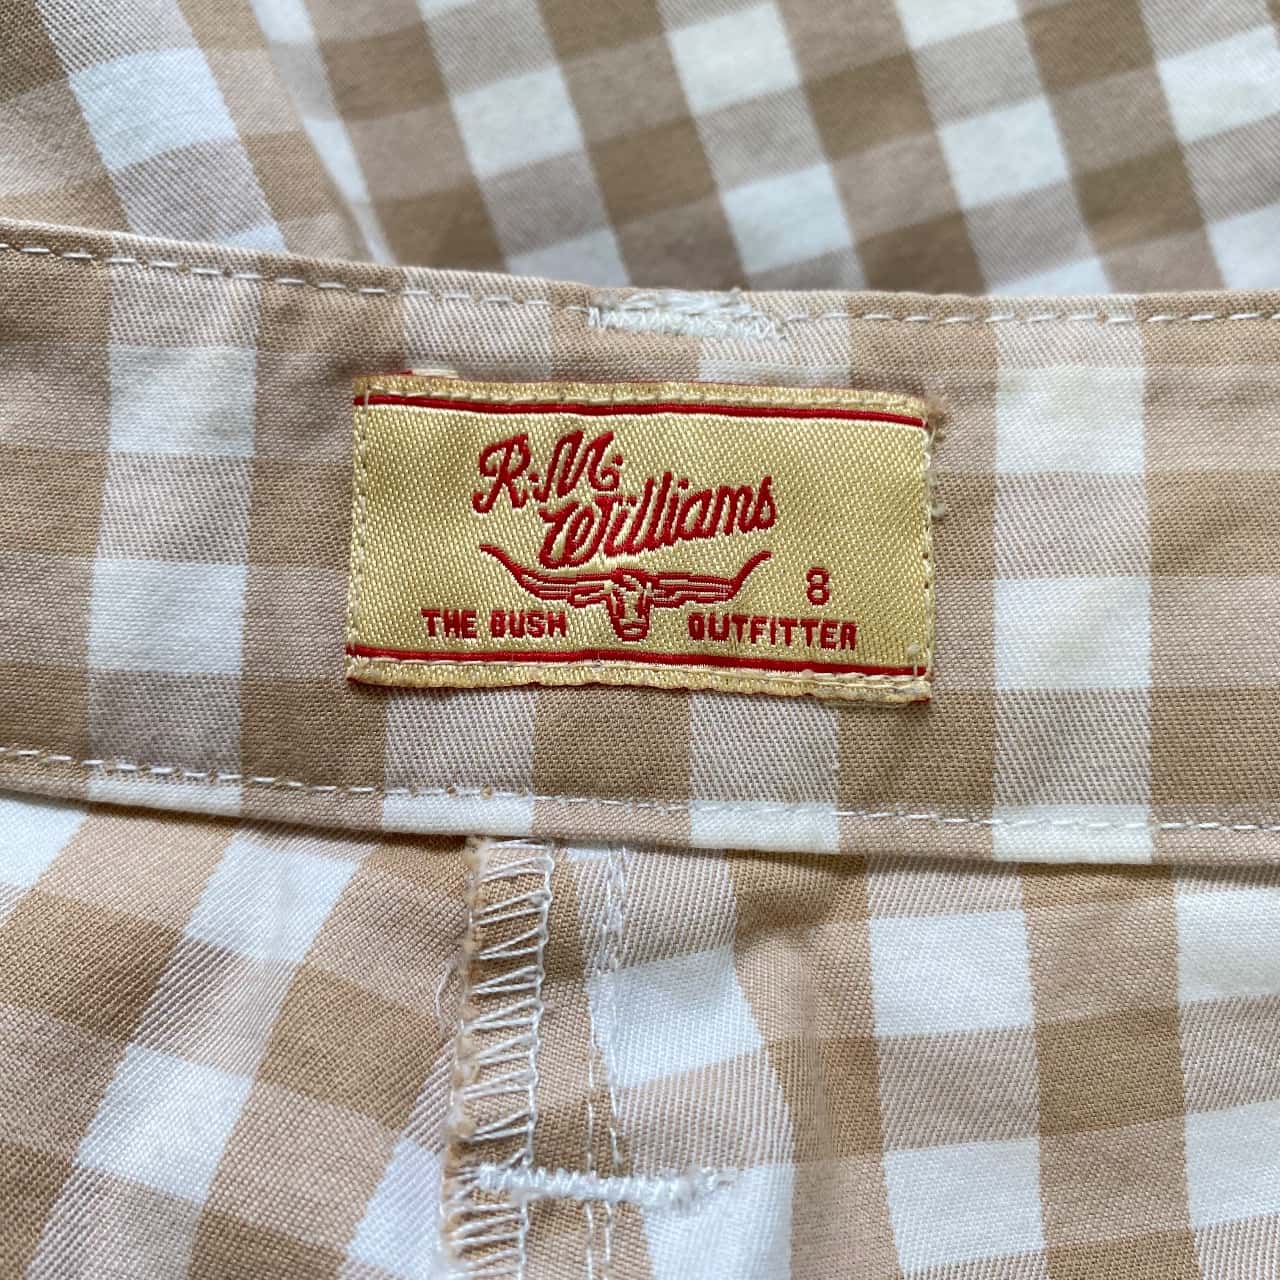 R.M.
Williams
8
THE BUSH OUTFITTER